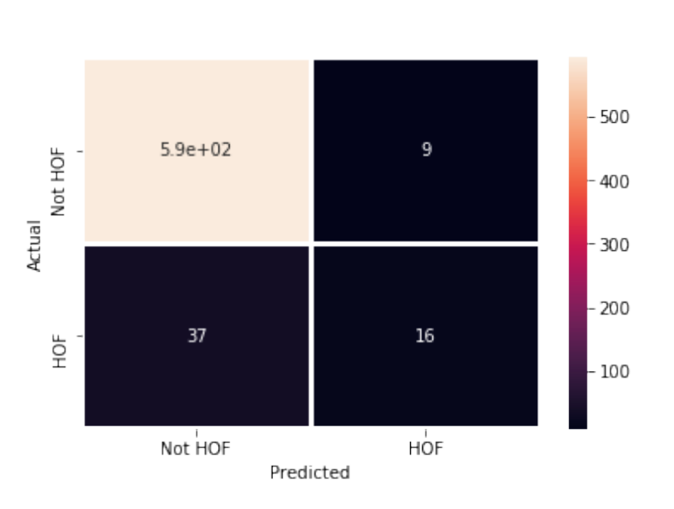 Actual
Not HOF
5.9e+02
9
HOF
37
16
Not HOF
HOF
Predicted
500
400
300
200
100